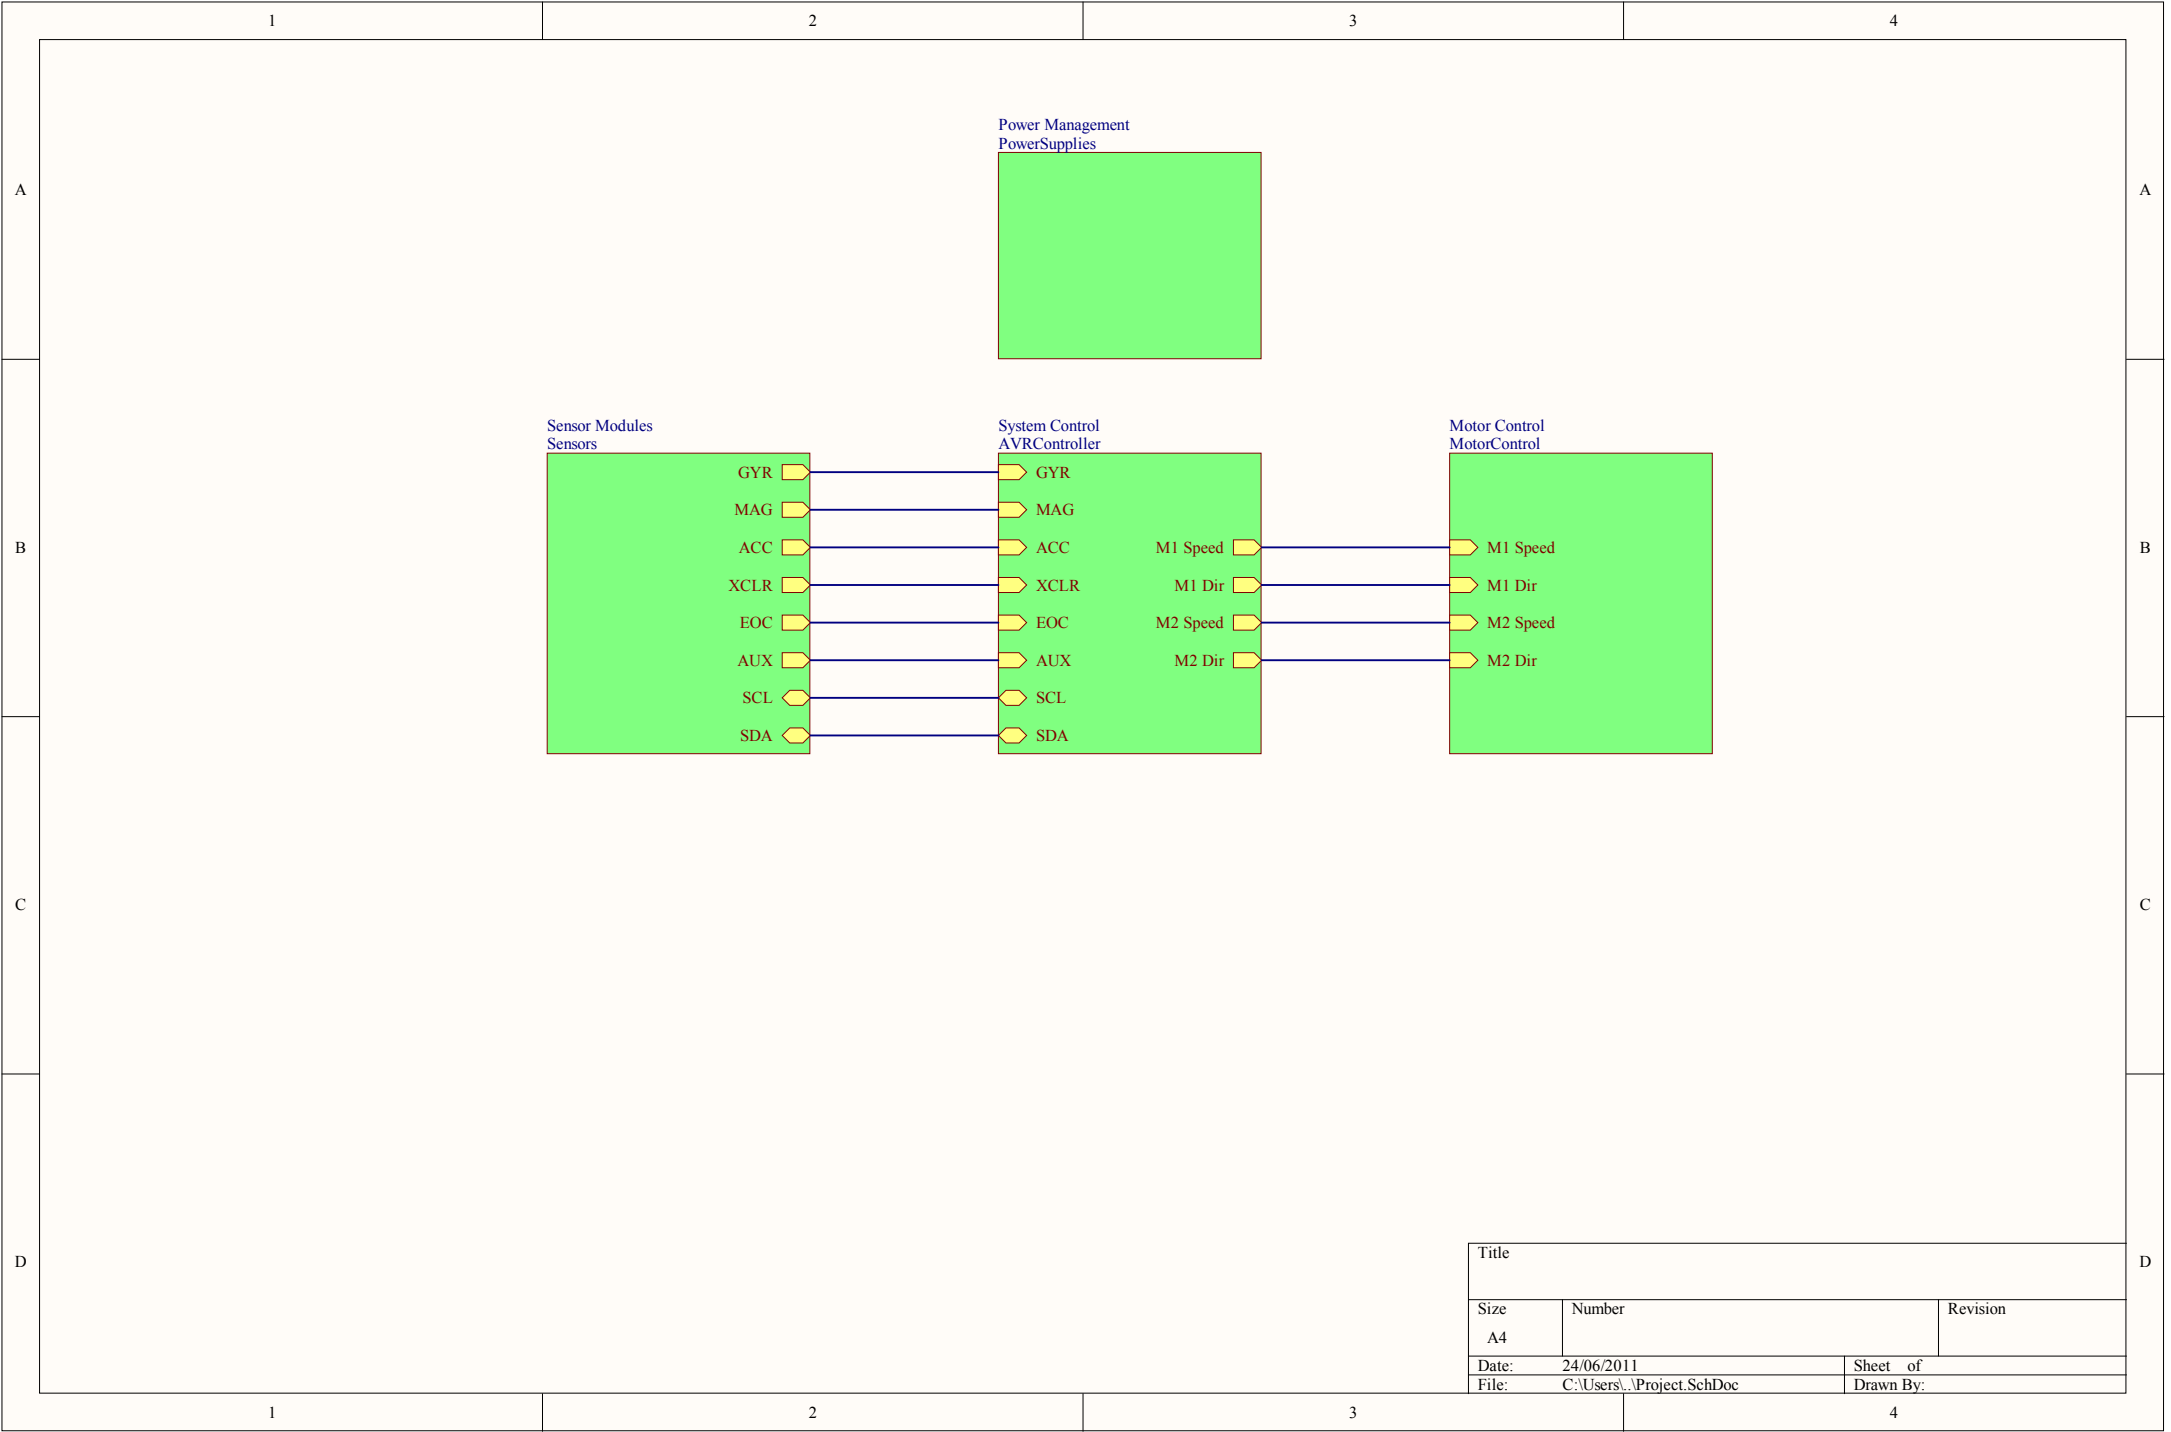 1 2 3 4
Power Management
PowerSupplies
A A
Sensor Modules
Sensors
System Control
AVRController
Motor Control
MotorControl
GYR GYR
MAG MAG
ACC ACC M1 Speed M1 Speed
B B
XCLR XCLR M1 Dir M1 Dir
EOC EOC M2 Speed M2 Speed
AUX AUX M2 Dir M2 Dir
SCL SCL
SDA SDA
C C
D D
Title
Size Number Revision
A4
Date: 24/06/2011 Sheet of
File: C:\Users\..\Project.SchDoc Drawn By:
1 2 3 4